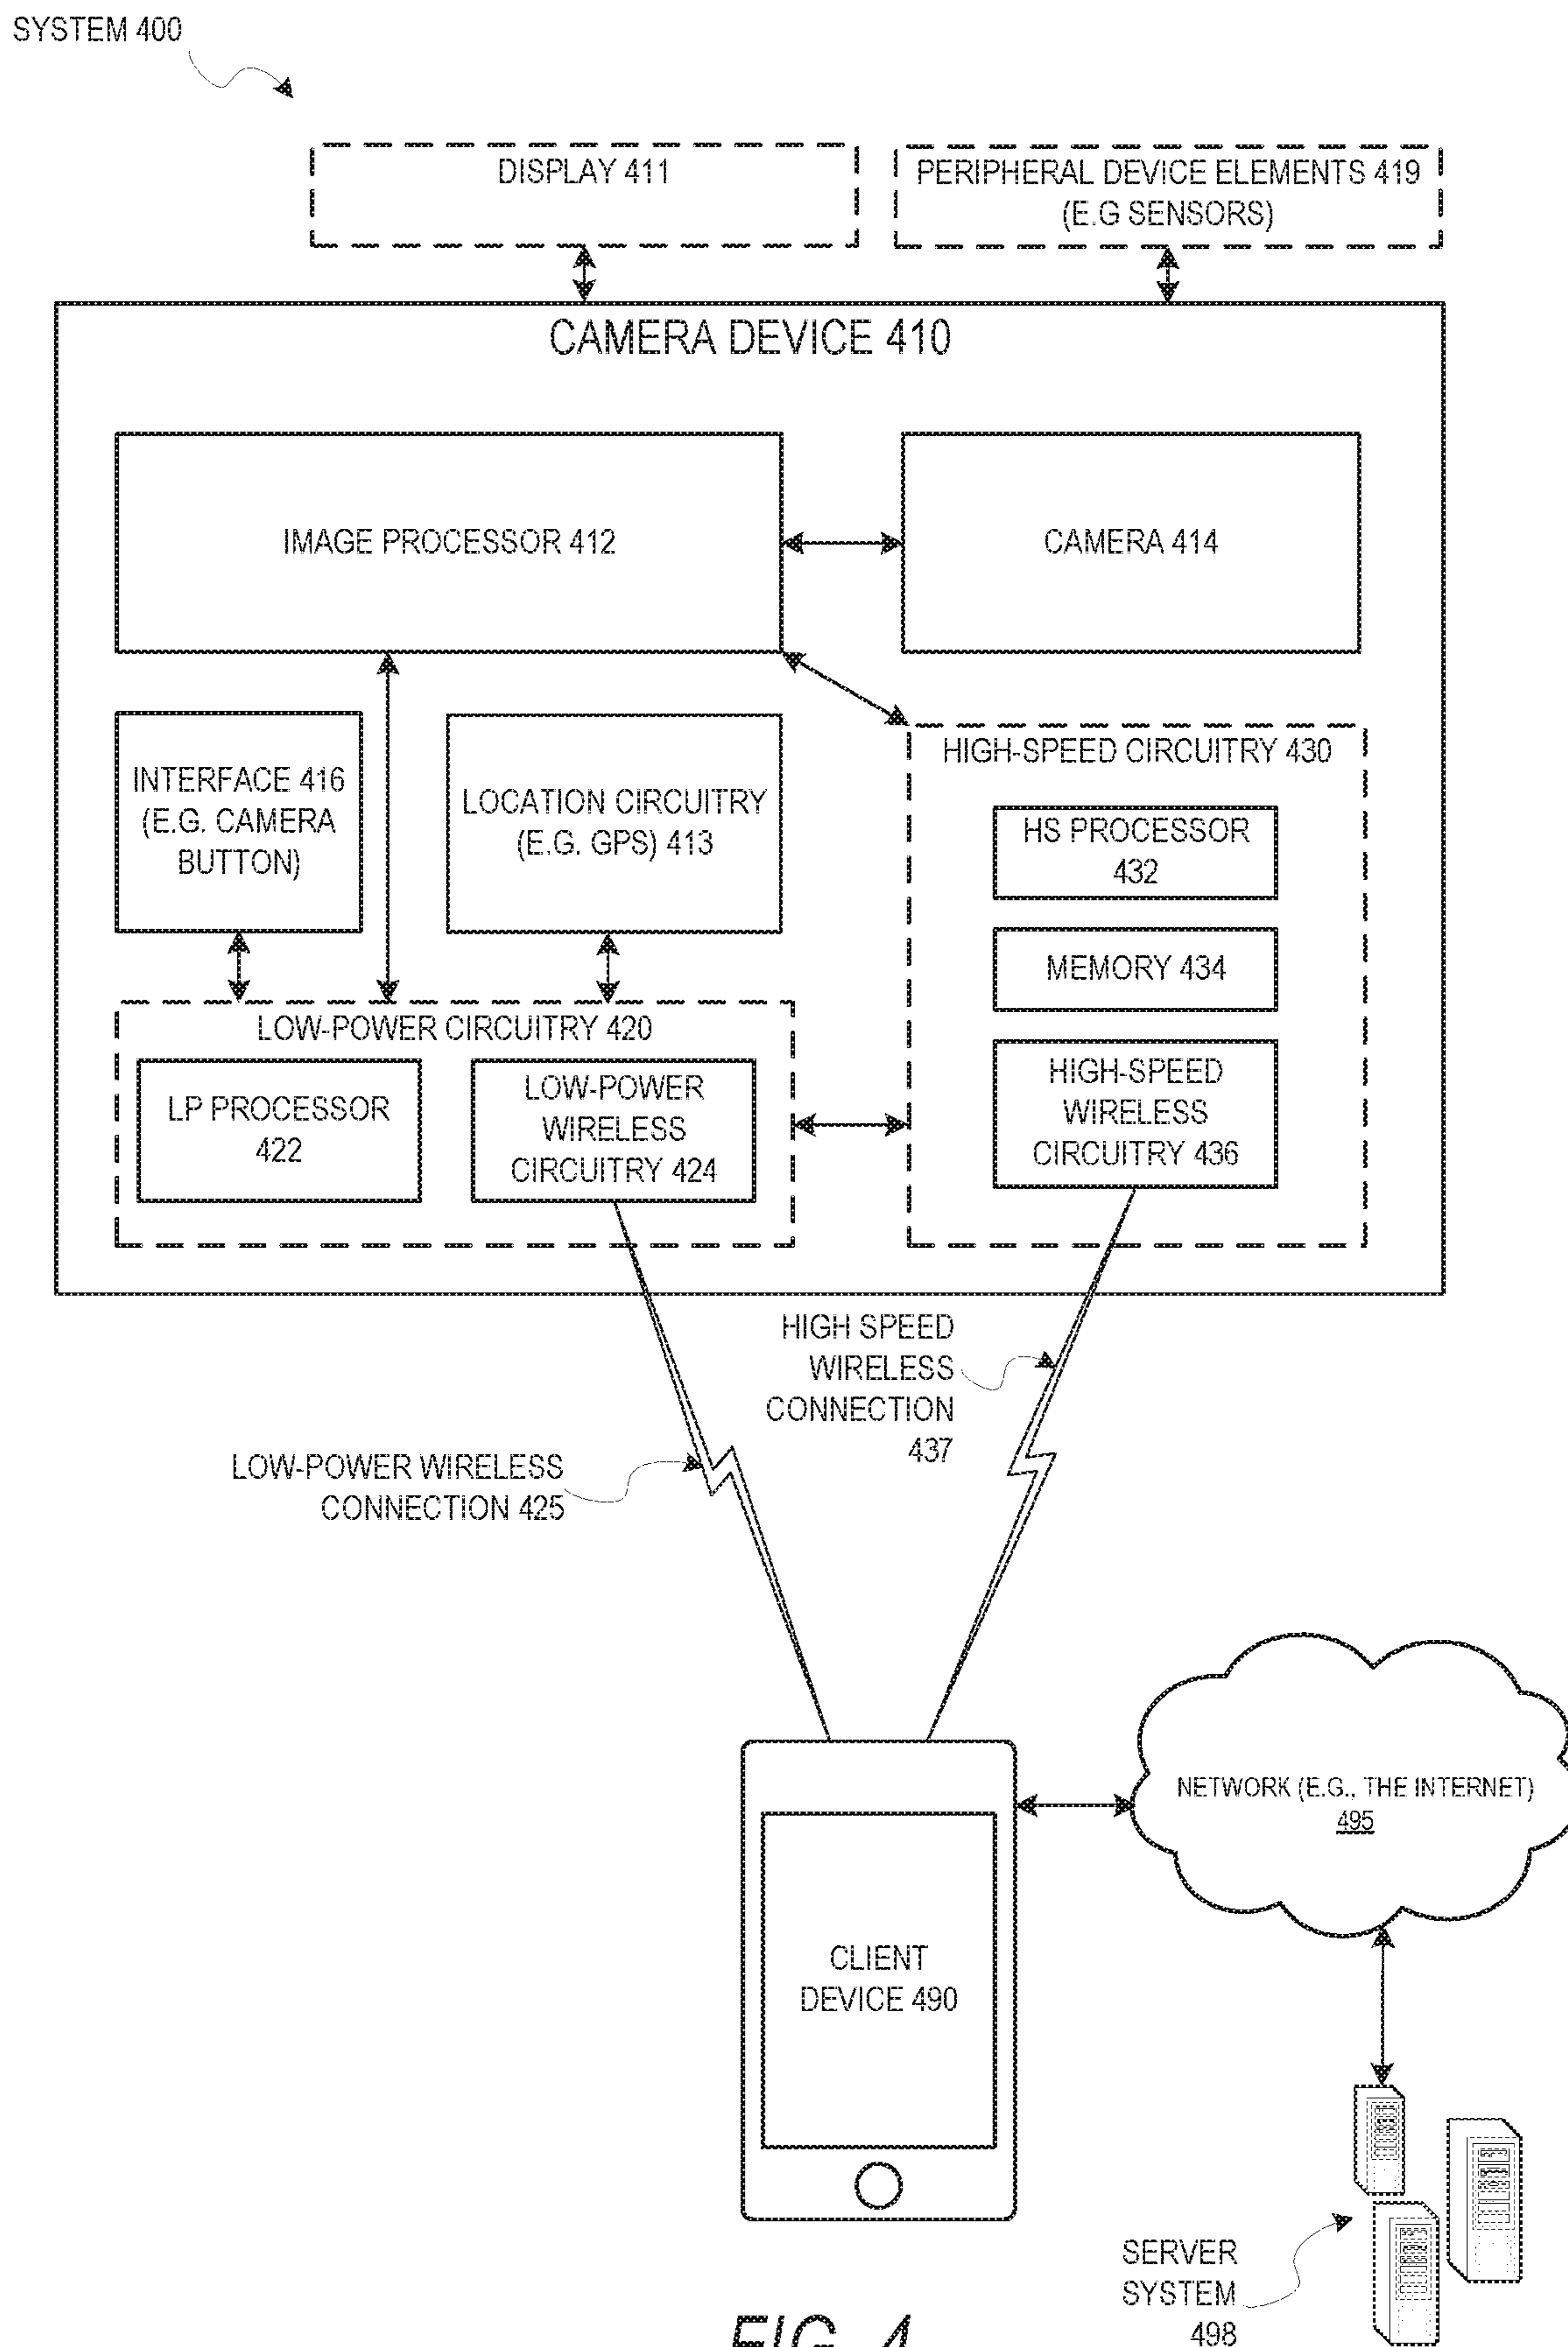 SYSTEM 400
DISPLAY 411
PERIPHERAL DEVICE ELEMENTS 419
(E.G SENSORS)
CAMERA DEVICE 410
IMAGE PROCESSOR 412
CAMERA 414
INTERFACE 416
(E.G. CAMERA
BUTTON)
LOCATION CIRCUITRY
(E.G. GPS) 413
HIGH-SPEED CIRCUITRY 430
HS PROCESSOR
432
MEMORY 434
HIGH-SPEED
WIRELESS
CIRCUITRY 436
LOW-POWER CIRCUITRY 420
LP PROCESSOR
422
LOW-POWER
WIRELESS
CIRCUITRY 424
HIGH SPEED
WIRELESS
CONNECTION
437
LOW-POWER WIRELESS
CONNECTION 425
NETWORK (E.G., THE INTERNET)
495
CLIENT
DEVICE 490
SERVER
SYSTEM
498
FIG. 4